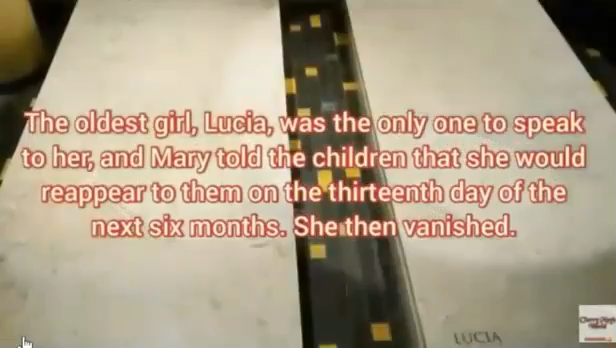 The oldest girl, Lucia, was the only one to speak
to her, and Mary told the children that she would
reappear to them on the thirteenth day of the
next six months. She then vanished.
LUCIA